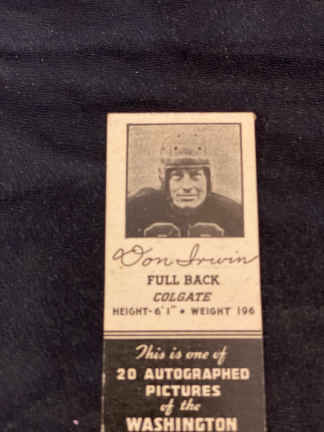 Don Irwin
FULL BACK
COLGATE
HEIGHT-6'1" • WEIGHT 196
This is one of
20 AUTOGRAPHED
PICTURES
of the
WASHINGTON